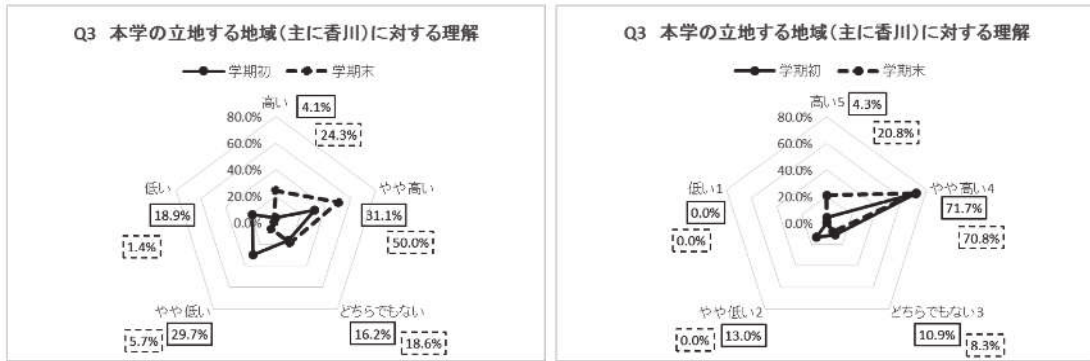 Q3 本学の立地する地域(主に香川)に対する理解
学期初 学期末
高い 4.1%
24.3%
80.0%
60.0%
40.0%
20.0%
0.0%
低い
18.9%
1.4%
やや高い
31.1%
50.0%
やや低い
5.7% 29.7%
どちらでもない
16.2% 18.6%
Q3 本学の立地する地域(主に香川)に対する理解
学期初 学期末
高い5 4.3%
20.8%
80.0%
60.0%
40.0%
20.0%
0.0%
低い1
0.0%
0.0%
やや高い4
71.7%
70.8%
やや低い2
0.0% 13.0%
どちらでもない3
10.9% 8.3%